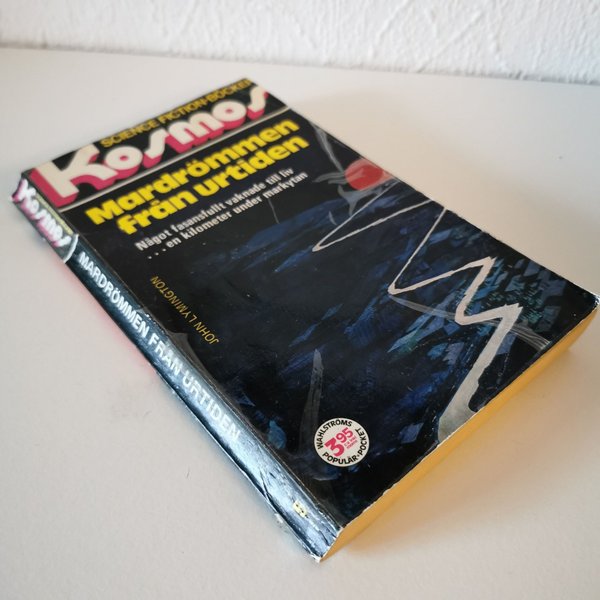 SCIENCE FICTION-BÖCKER
Kosmos
Mardrömmen
från urtiden
Något fasansfullt vaknade till liv
...en kilometer under markytan
JOHN LYMINGTON
WAHLSTRÖMS
3.95
POPULÄR-POCKET
Kosmos
MARDRÖMMEN FRÅN URTIDEN